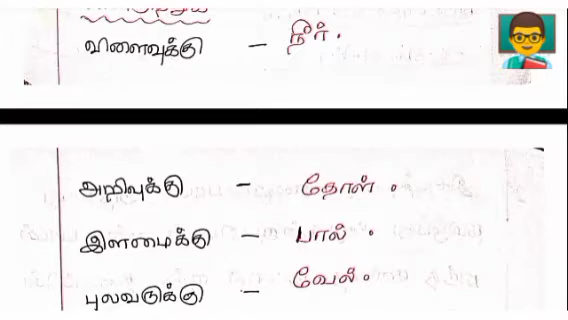 விளைவுக்கு – நீர்.
அறிவுக்கு – தோள்.
இளமைக்கு – பால்.
புலவருக்கு – வேல்.